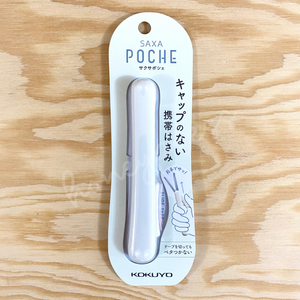 SAXA
POCHE
サクサポシェ
キャップのない
携帯はさみ
テープを切っても
ベタつかない
KOKUYO